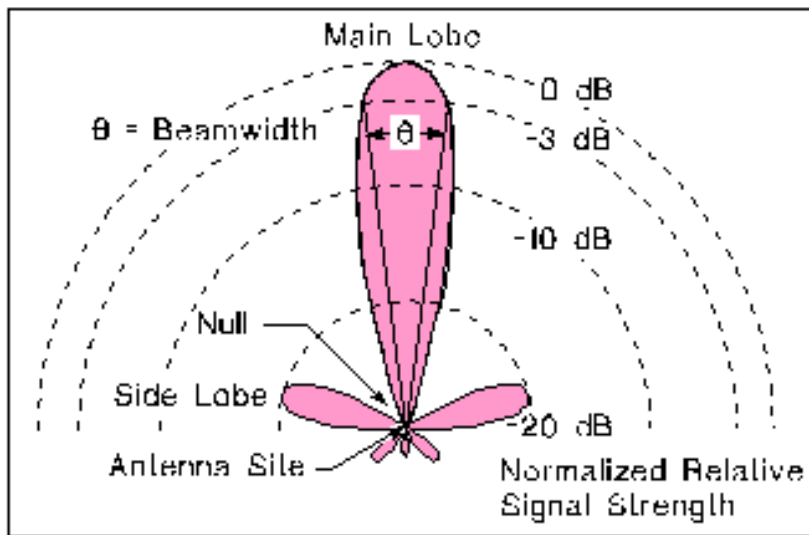 Main Lobe
0 dB
θ = Beamwidth
θ
-3 dB
-10 dB
Null
Side Lobe
-20 dB
Antenna Site
Normalized Relative
Signal Strength